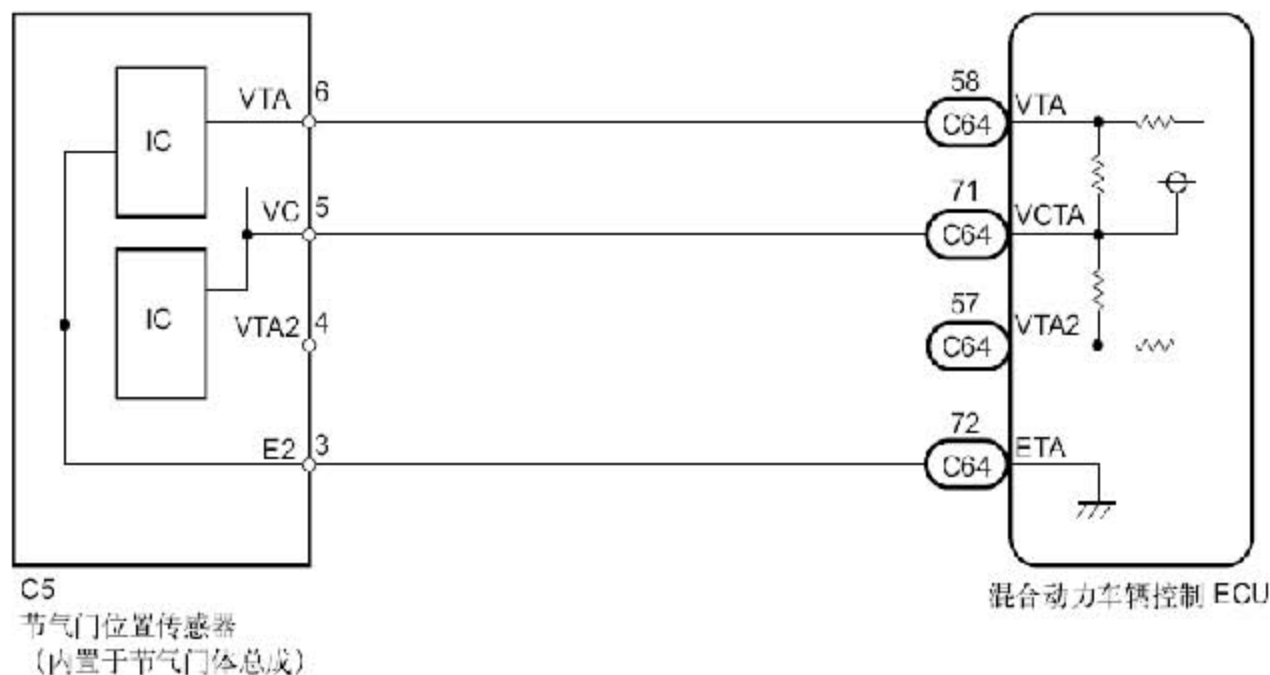 VTA 6
IC
58
C64
VTA
VC 5
71
C64
VCTA
IC
VTA2 4
57
C64
VTA2
E2 3
72
C64
ETA
C5
节气门位置传感器
（内置于节气门体总成）
混合动力车辆控制 ECU